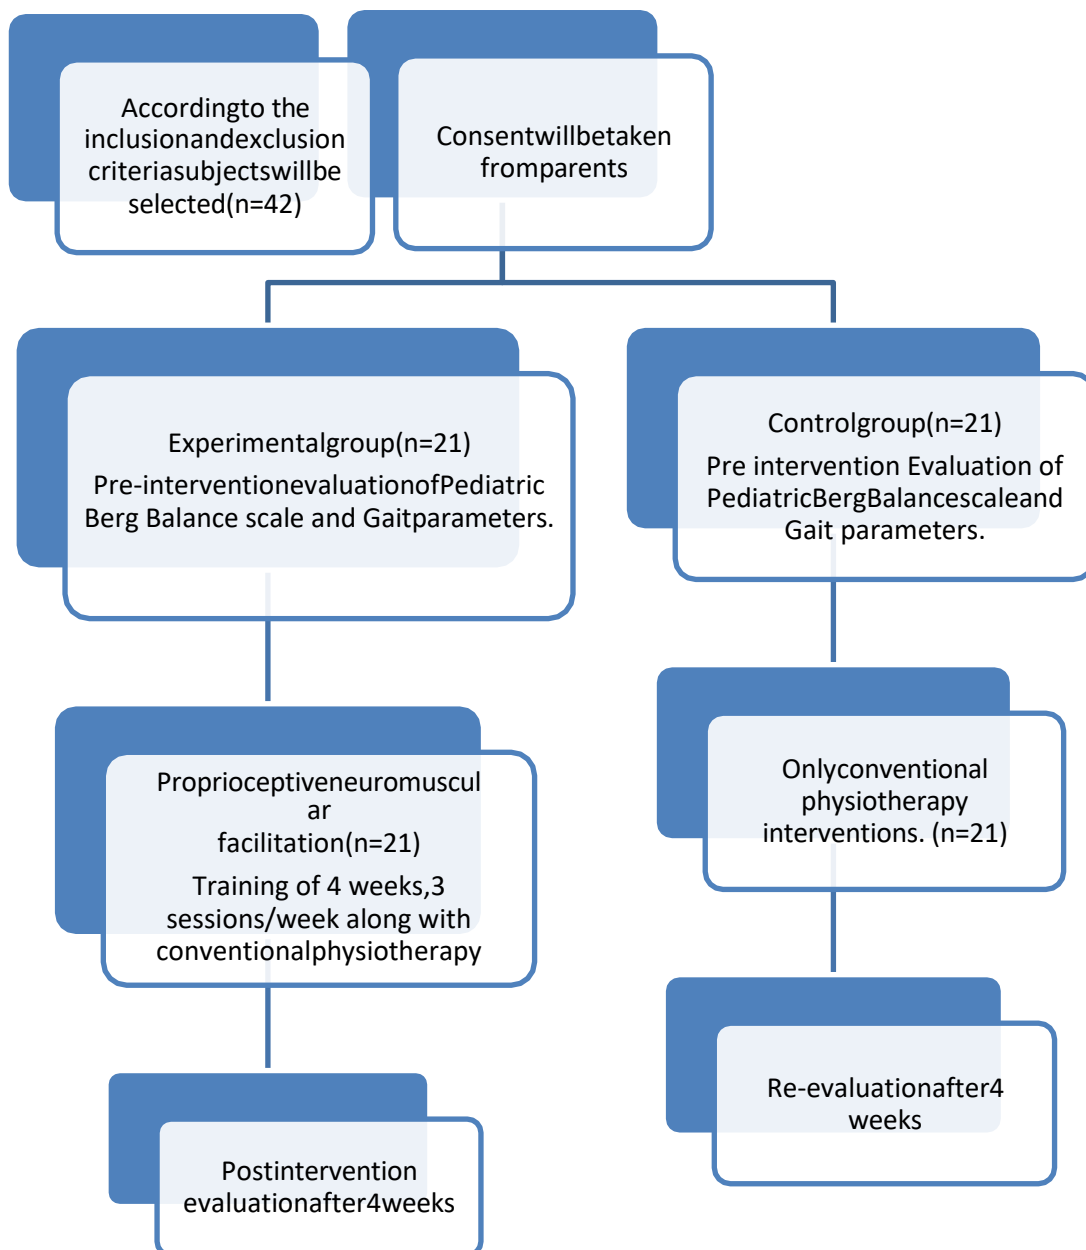 Accordingto the
inclusionandexclusion
criteriasubjectswillbe
selected(n=42)
Consentwillbetaken
fromparents
Experimentalgroup(n=21)
Pre-interventionevaluationofPediatric
Berg Balance scale and Gaitparameters.
Controlgroup(n=21)
Pre intervention Evaluation of
PediatricBergBalancescaleand
Gait parameters.
Proprioceptiveneuromuscul
ar
facilitation(n=21)
Training of 4 weeks,3
sessions/week along with
conventionalphysiotherapy
Onlyconventional
physiotherapy
interventions. (n=21)
Postintervention
evaluationafter4weeks
Re-evaluationafter4
weeks